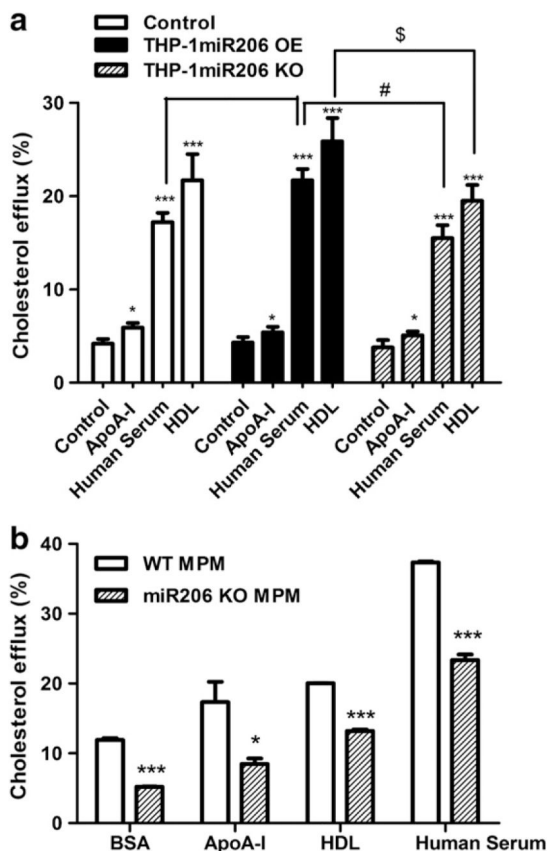 a
Control
THP-1miR206 OE
THP-1miR206 KO
$
#
Cholesterol efflux (%)
30
20
10
0
*** *** *** *** *** ***
* * *
Control ApoA-I Human Serum HDL Control ApoA-I Human Serum HDL Control ApoA-I Human Serum HDL
b
WT MPM
miR206 KO MPM
Cholesterol efflux (%)
40
30
20
10
0
*** * *** ***
BSA ApoA-I HDL Human Serum